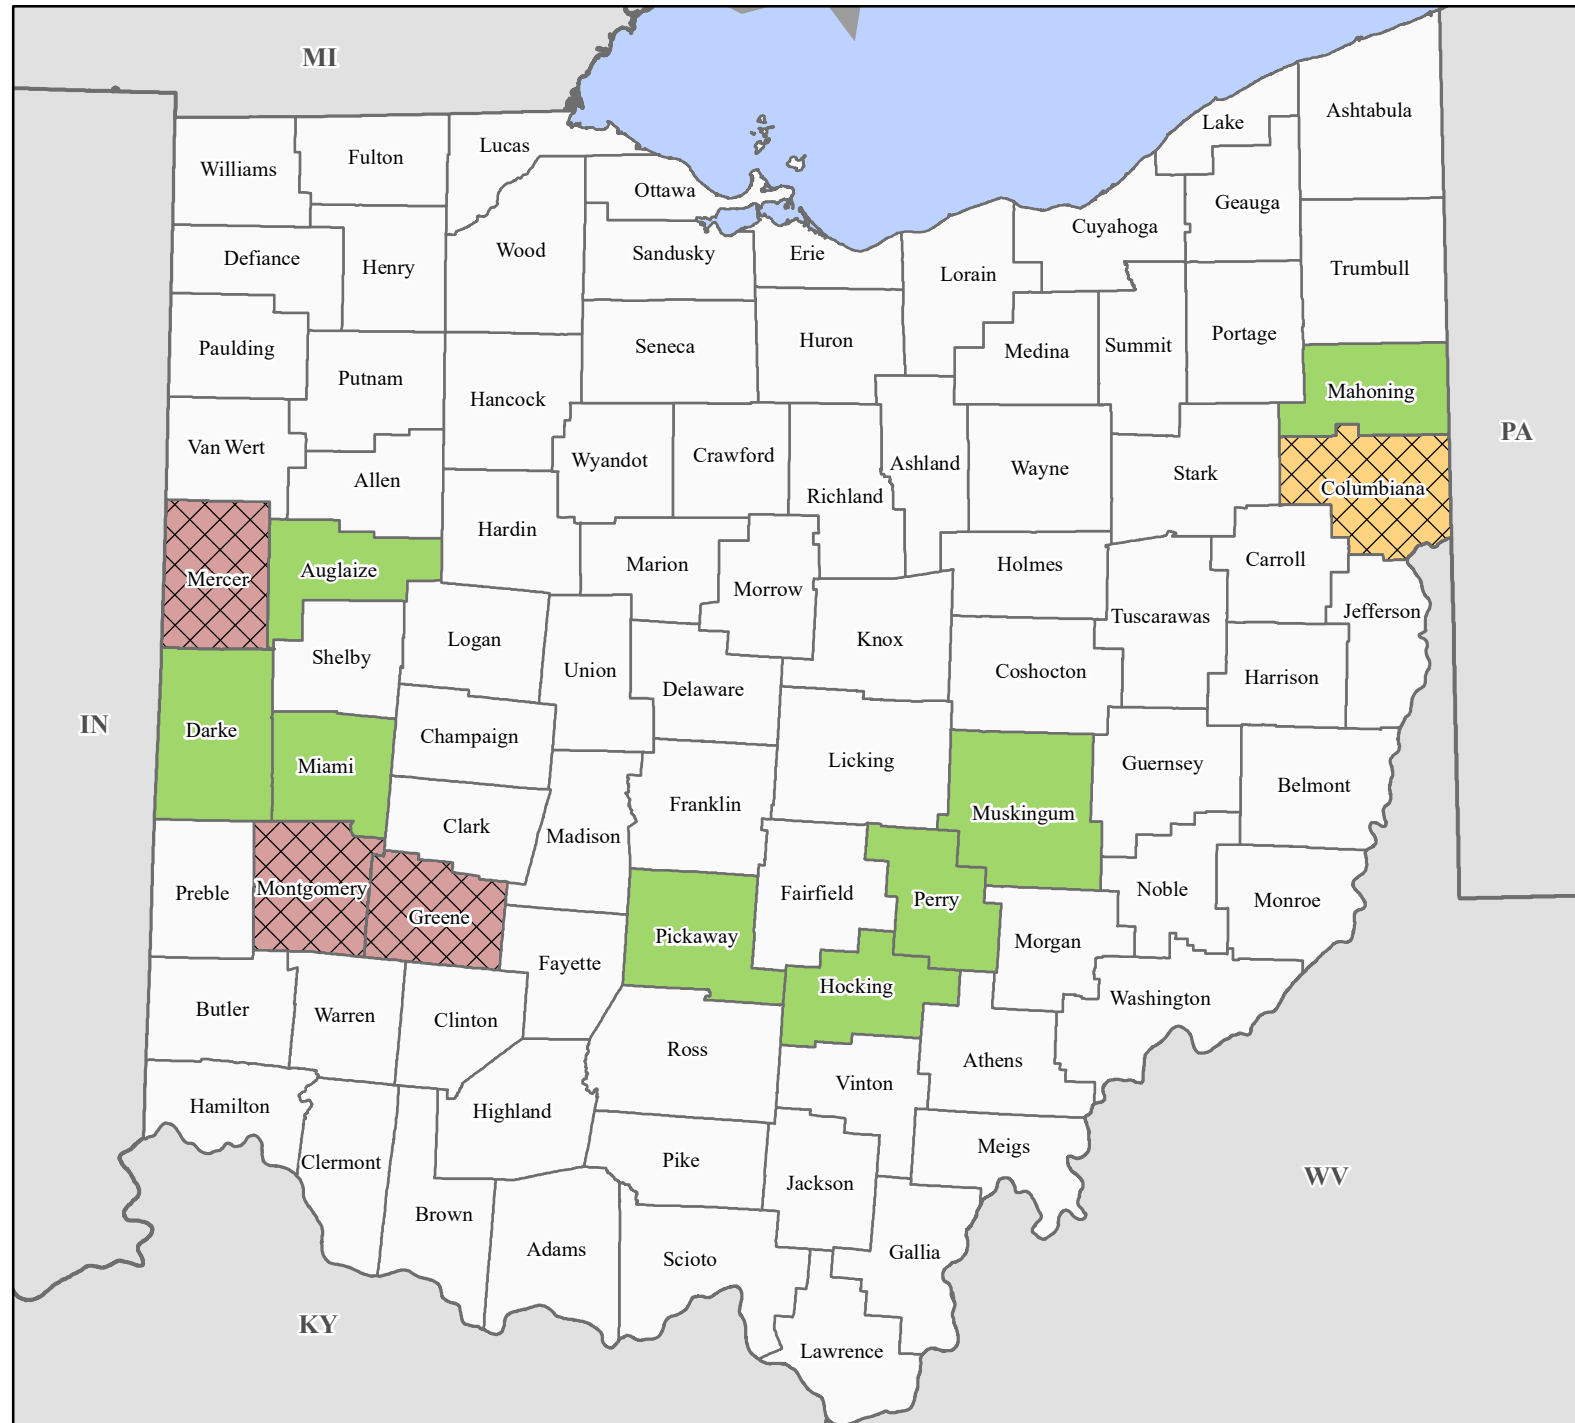 MI
Ashtabula
Lake
Lucas
Fulton
Williams
Ottawa
Geauga
Cuyahoga
Wood
Sandusky
Erie
Defiance
Henry
Lorain
Trumbull
Paulding
Huron
Portage
Seneca
Summit
Medina
Putnam
Mahoning
Hancock
PA
Van Wert
Crawford
Wyandot
Ashland
Wayne
Stark
Allen
Columbiana
Richland
Hardin
Carroll
Marion
Holmes
Auglaize
Mercer
Morrow
Jefferson
Tuscarawas
Logan
Knox
Shelby
Union
Coshocton
Harrison
Delaware
IN
Darke
Champaign
Licking
Guernsey
Miami
Belmont
Franklin
Muskingum
Clark
Madison
Montgomery
Preble
Fairfield
Noble
Perry
Monroe
Greene
Pickaway
Morgan
Fayette
Hocking
Washington
Butler
Warren
Clinton
Ross
Athens
Vinton
Hamilton
Highland
Meigs
Clermont
Pike
WV
Jackson
Brown
Adams
Gallia
Scioto
KY
Lawrence